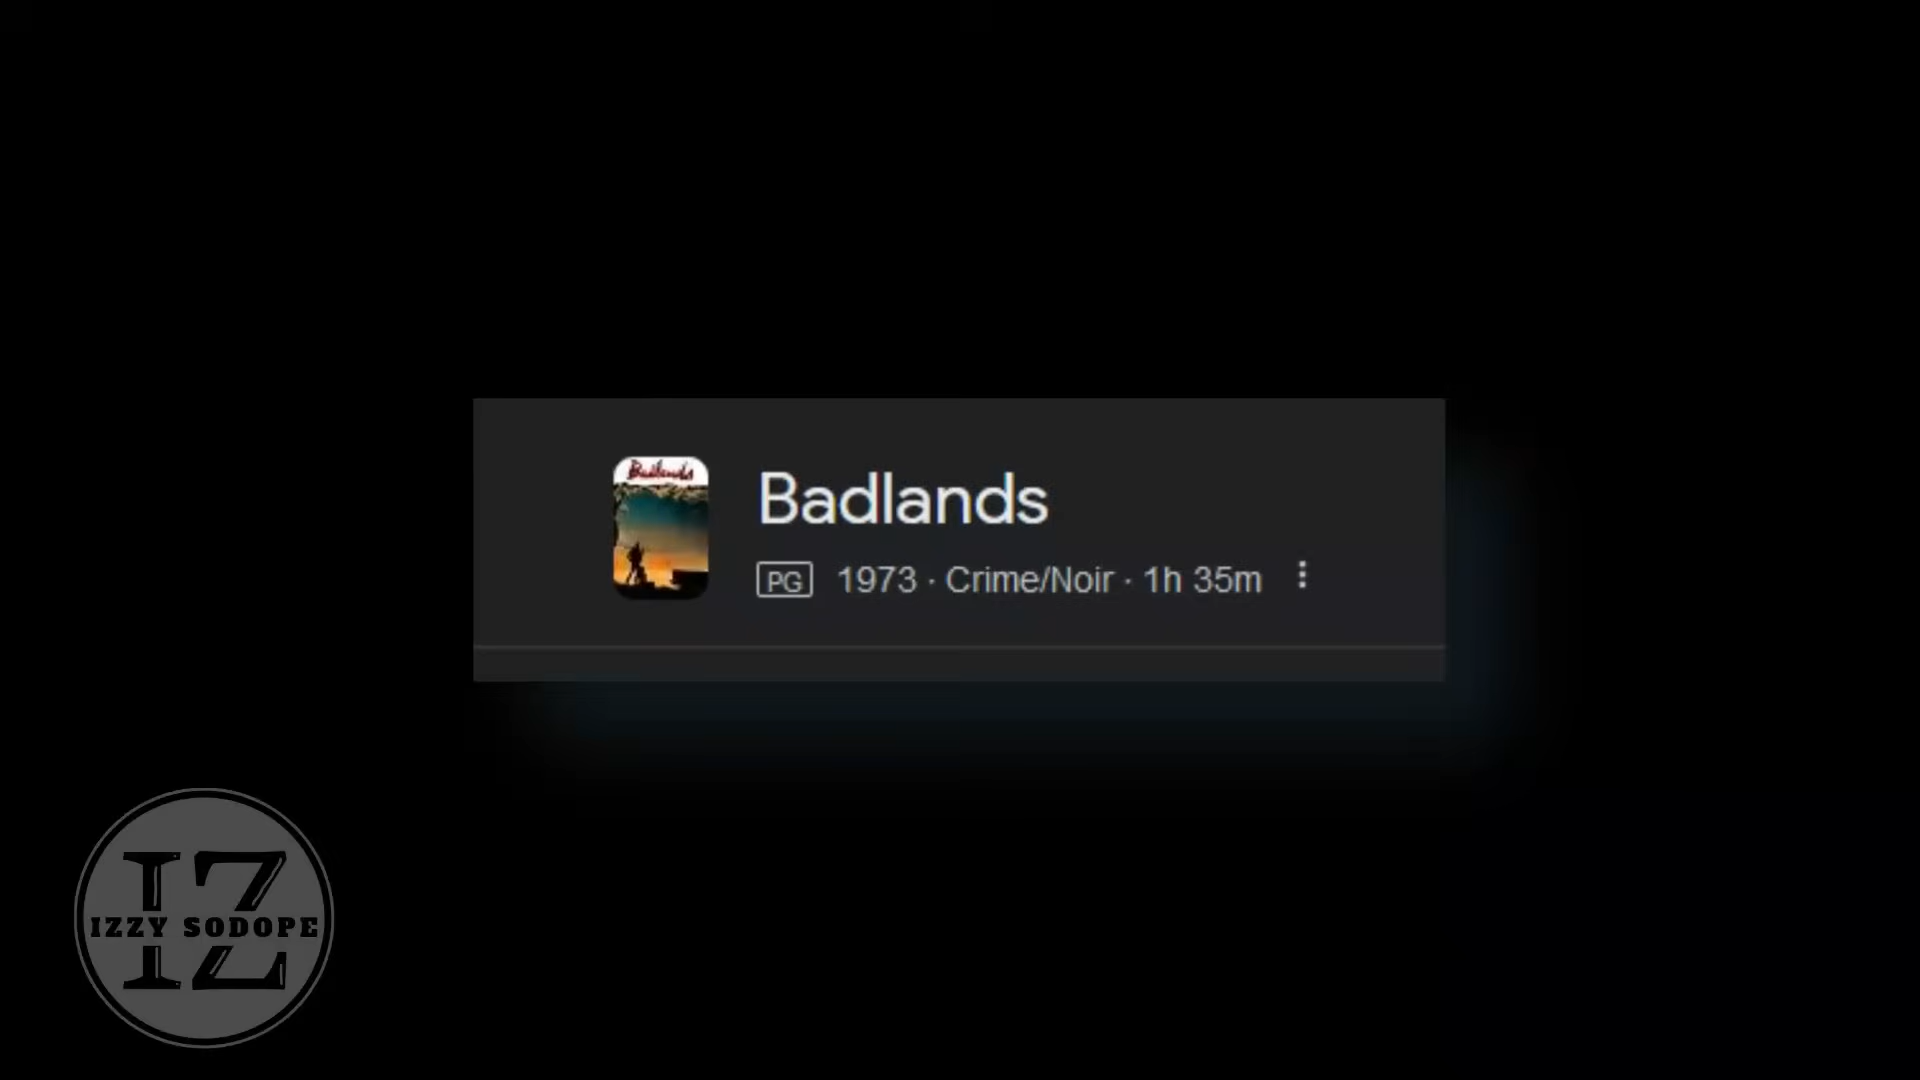 Badlands
Badlands
PG 1973 · Crime/Noir · 1h 35m
IZ
IZZY SODOPE